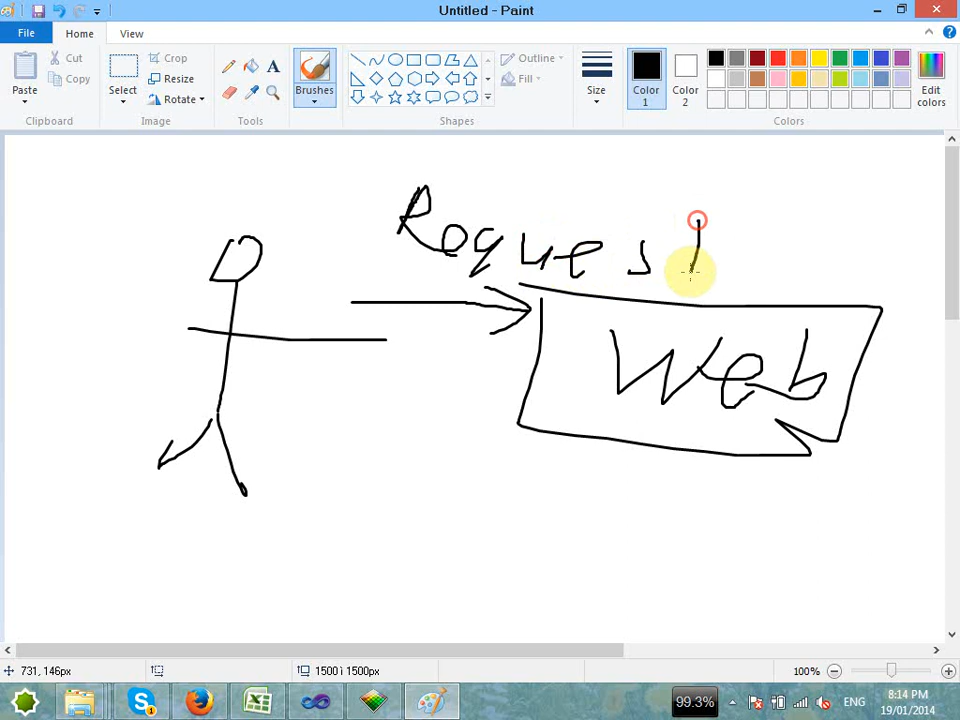 Untitled - Paint
File
Home
View
Paste
Cut
Copy
Clipboard
Select
Crop
Resize
Rotate
Image
A
Tools
Brushes
Outline
Fill
Shapes
Size
Color 1
Color 2
Edit colors
Colors
Request
Web
731, 146px
1500 x 1500px
100%
99.3%
ENG
8:14 PM
19/01/2014